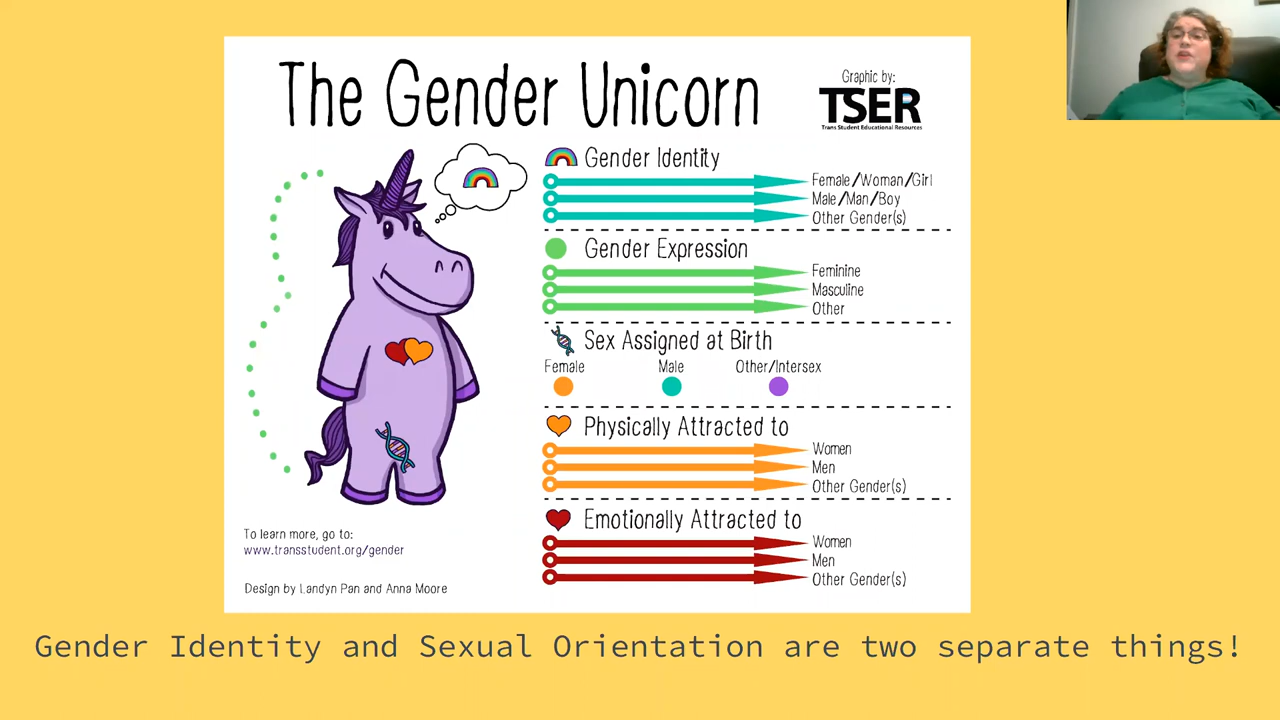 The Gender Unicorn
Graphic by:
TSER
Trans Student Educational Resources
Gender Identity
Female/Woman/Girl
Male/Man/Boy
Other Gender(s)
Gender Expression
Feminine
Masculine
Other
Sex Assigned at Birth
Female Male Other/Intersex
Physically Attracted to
Women
Men
Other Gender(s)
Emotionally Attracted to
Women
Men
Other Gender(s)
To learn more, go to:
www.transstudent.org/gender
Design by Landyn Pan and Anna Moore
Gender Identity and Sexual Orientation are two separate things!